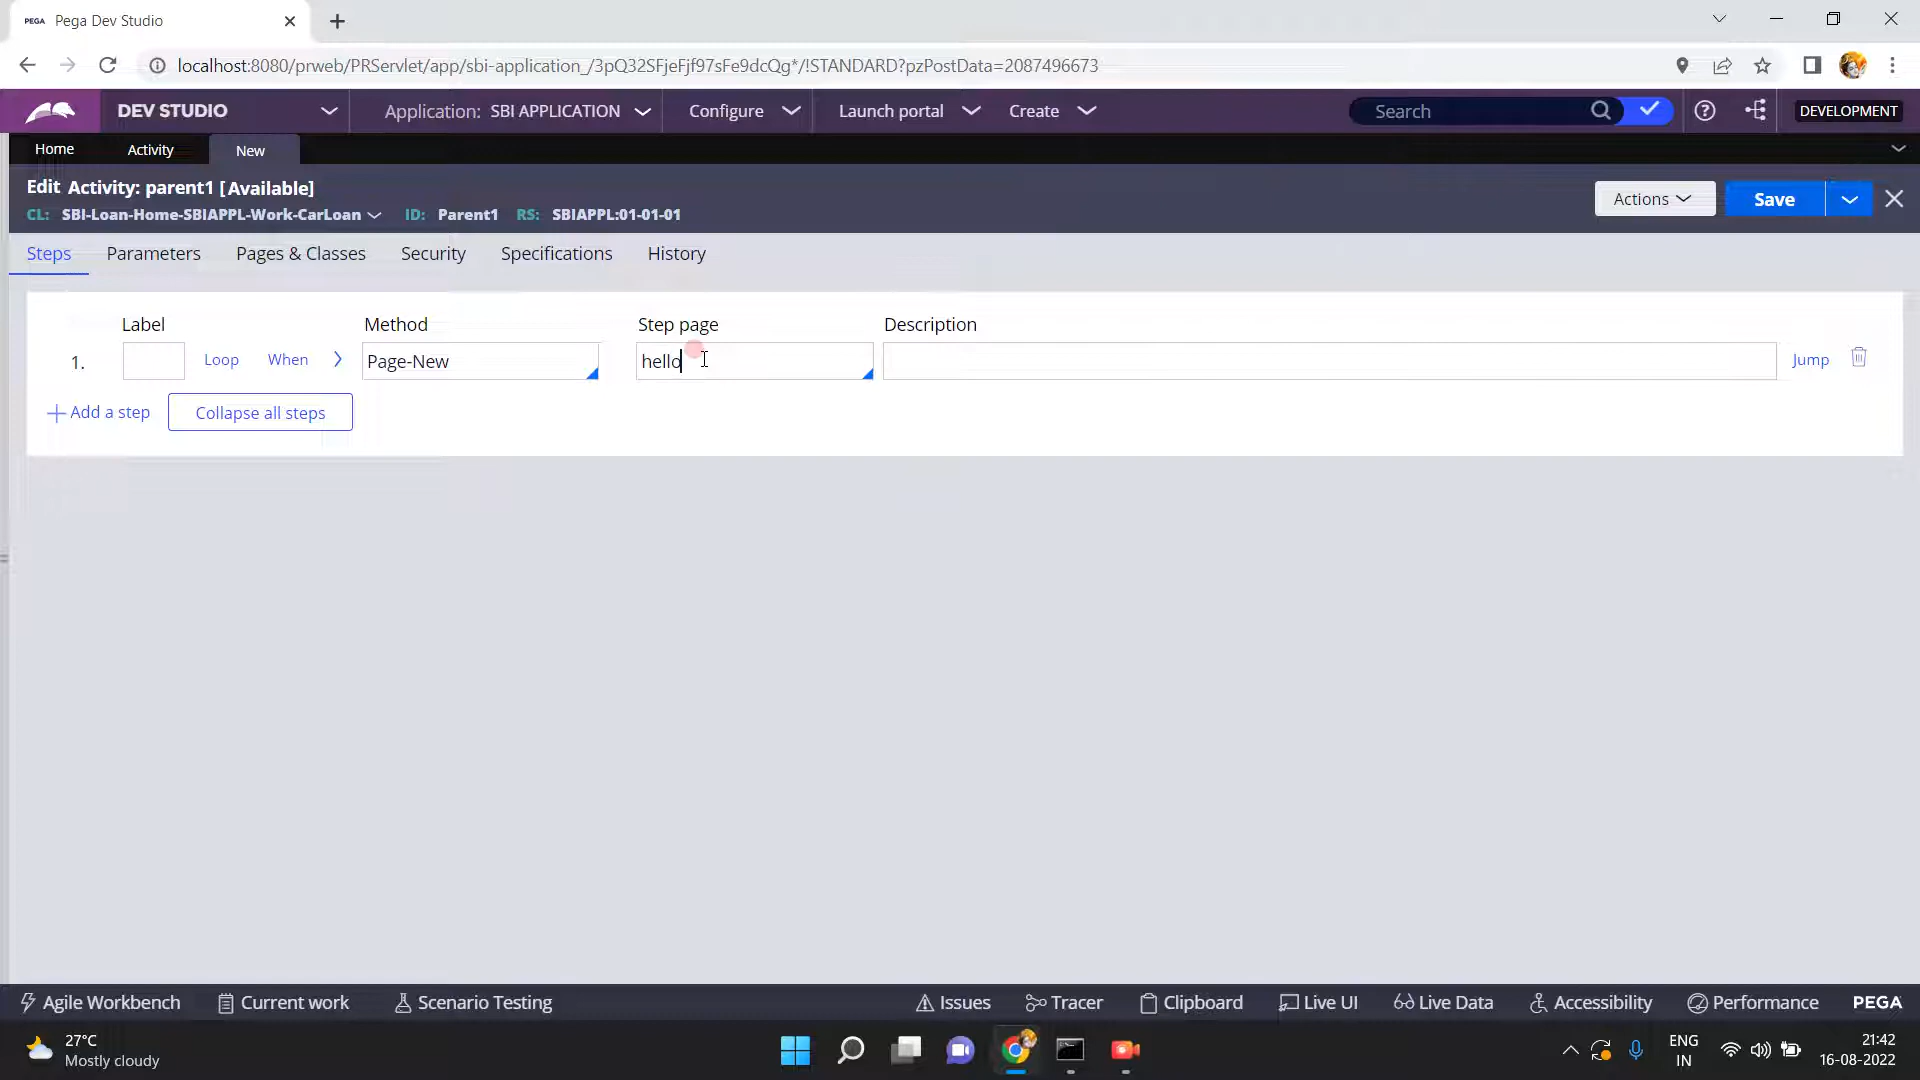 PEGA Pega Dev Studio
localhost:8080/prweb/PRServlet/app/sbi-application_/3pQ32SFjeFjf97sFe9dcQg*/!STANDARD?pzPostData=2087496673
DEV STUDIO Application: SBI APPLICATION Configure Launch portal Create Search DEVELOPMENT
Home Activity New
Edit Activity: parent1 [Available]
CL: SBI-Loan-Home-SBIAPPL-Work-CarLoan ID: Parent1 RS: SBIAPPL:01-01-01
Actions Save
Steps Parameters Pages & Classes Security Specifications History
Label Method Step page Description
1. Loop When Page-New hello Jump
Add a step Collapse all steps
Agile Workbench Current work Scenario Testing Issues Tracer Clipboard Live UI Live Data Accessibility Performance PEGA
27°C
Mostly cloudy
ENG
IN
21:42
16-08-2022